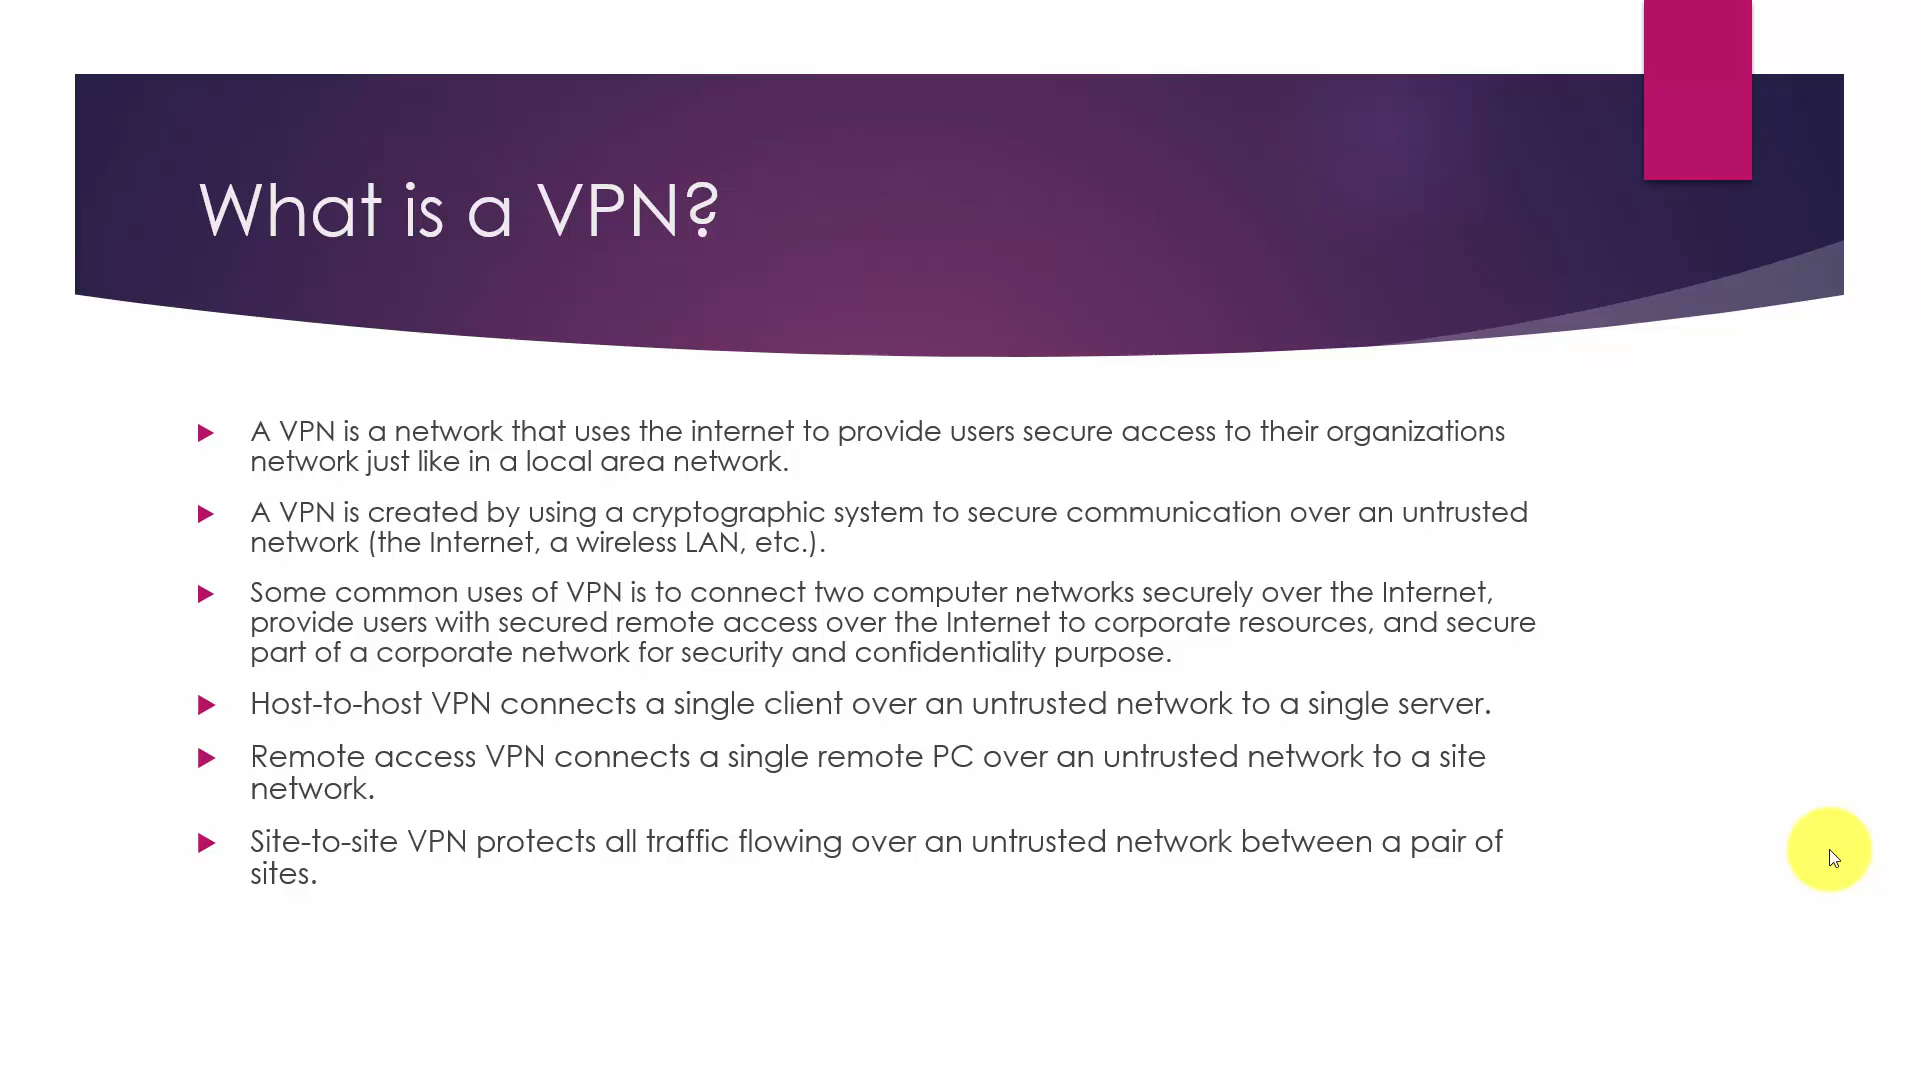 What is a VPN?
A VPN is a network that uses the internet to provide users secure access to their organizations
network just like in a local area network.
A VPN is created by using a cryptographic system to secure communication over an untrusted
network (the Internet, a wireless LAN, etc.).
Some common uses of VPN is to connect two computer networks securely over the Internet,
provide users with secured remote access over the Internet to corporate resources, and secure
part of a corporate network for security and confidentiality purpose.
Host-to-host VPN connects a single client over an untrusted network to a single server.
Remote access VPN connects a single remote PC over an untrusted network to a site
network.
Site-to-site VPN protects all traffic flowing over an untrusted network between a pair of
sites.